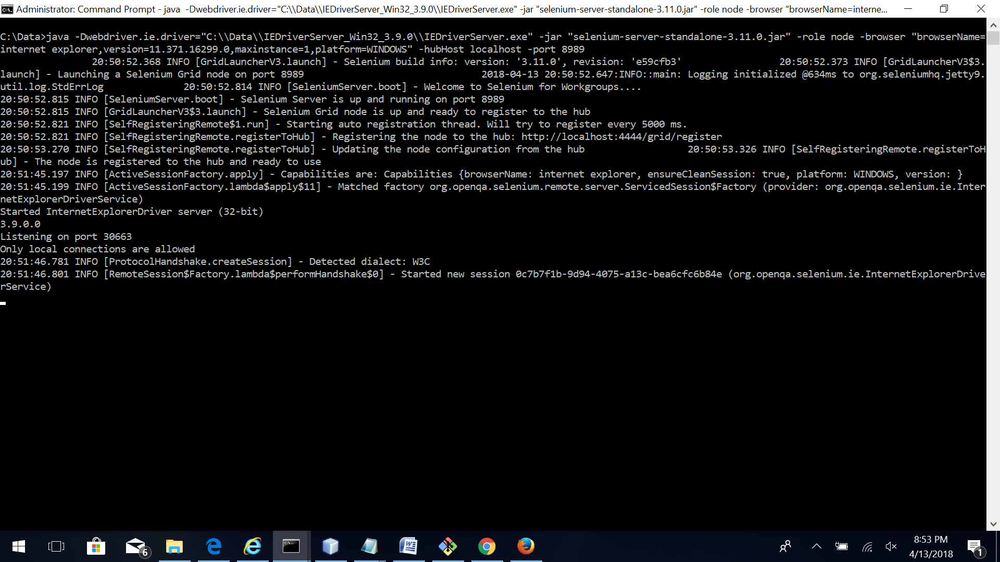 Administrator: Command Prompt - java  -Dwebdriver.ie.driver="C:\\Data\\IEDriverServer_Win32_3.9.0\\IEDriverServer.exe" -jar "selenium-server-standalone-3.11.0.jar" -role node -browser "browserName=interne...
C:\Data>java -Dwebdriver.ie.driver="C:\\Data\\IEDriverServer_Win32_3.9.0\\IEDriverServer.exe" -jar "selenium-server-standalone-3.11.0.jar" -role node -browser "browserName=
internet explorer,version=11.371.16299.0,maxinstance=1,platform=WINDOWS" -hubHost localhost -port 8989
20:50:52.368 INFO [GridLauncherV3.launch] - Selenium build info: version: '3.11.0', revision: 'e59cfb3' 20:50:52.373 INFO [GridLauncherV3$3.
launch] - Launching a Selenium Grid node on port 8989 2018-04-13 20:50:52.647:INFO::main: Logging initialized @634ms to org.seleniumhq.jetty9.
util.log.StdErrLog 20:50:52.814 INFO [SeleniumServer.boot] - Welcome to Selenium for Workgroups....
20:50:52.815 INFO [SeleniumServer.boot] - Selenium Server is up and running on port 8989
20:50:52.815 INFO [GridLauncherV3$3.launch] - Selenium Grid node is up and ready to register to the hub
20:50:52.821 INFO [SelfRegisteringRemote$1.run] - Starting auto registration thread. Will try to register every 5000 ms.
20:50:52.821 INFO [SelfRegisteringRemote.registerToHub] - Registering the node to the hub: http://localhost:4444/grid/register
20:50:53.270 INFO [SelfRegisteringRemote.registerToHub] - Updating the node configuration from the hub 20:50:53.326 INFO [SelfRegisteringRemote.registerToH
ub] - The node is registered to the hub and ready to use
20:51:45.197 INFO [ActiveSessionFactory.apply] - Capabilities are: Capabilities {browserName: internet explorer, ensureCleanSession: true, platform: WINDOWS, version: }
20:51:45.199 INFO [ActiveSessionFactory.lambda$apply$11] - Matched factory org.openqa.selenium.remote.server.ServicedSession$Factory (provider: org.openqa.selenium.ie.Inter
netExplorerDriverService)
Started InternetExplorerDriver server (32-bit)
3.9.0.0
Listening on port 30663
Only local connections are allowed
20:51:46.781 INFO [ProtocolHandshake.createSession] - Detected dialect: W3C
20:51:46.801 INFO [RemoteSession$Factory.lambda$performHandshake$0] - Started new session 0c7b7f1b-9d94-4075-a13c-bea6cfc6b84e (org.openqa.selenium.ie.InternetExplorerDrive
rService)
6
8:53 PM
4/13/2018
1